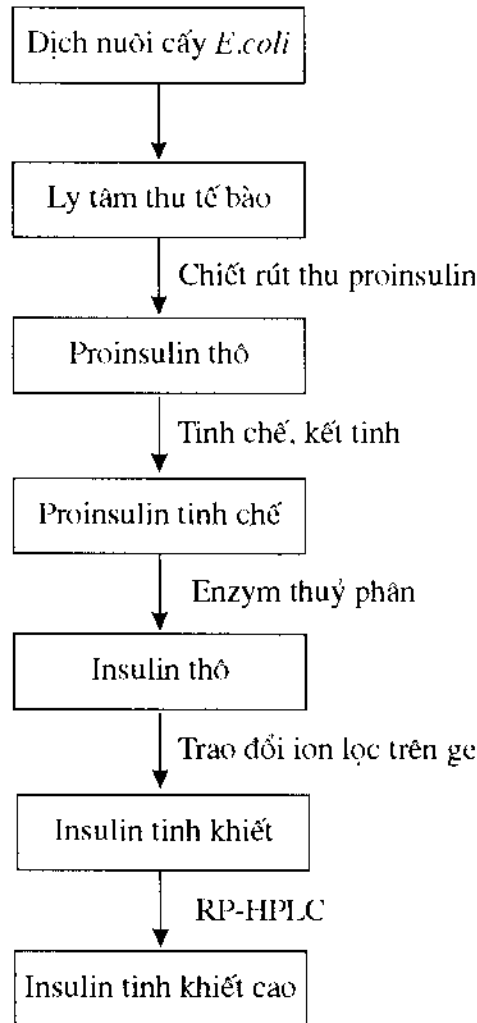 Dịch nuôi cấy E.coli
Ly tâm thu tế bào
Chiết rút thu proinsulin
Proinsulin thô
Tinh chế, kết tinh
Proinsulin tinh chế
Enzym thuỷ phân
Insulin thô
Trao đổi ion lọc trên ge
Insulin tinh khiết
RP-HPLC
Insulin tinh khiết cao